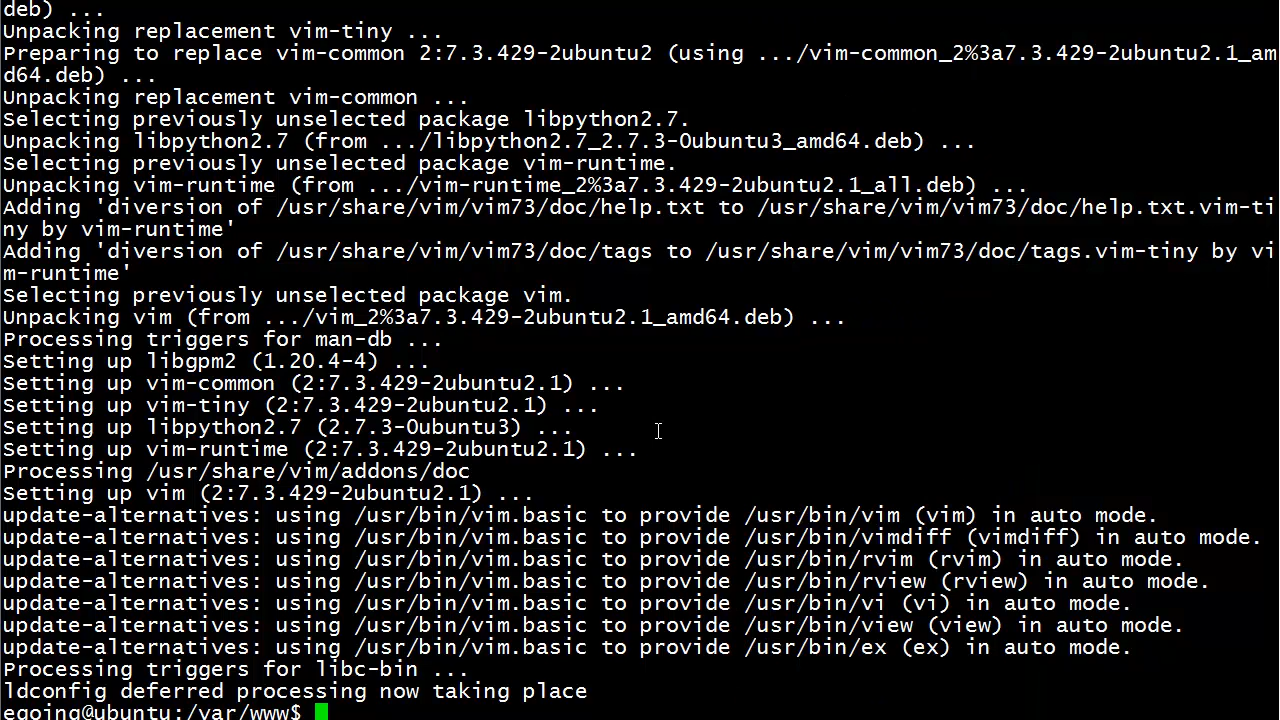 deb) ...
Unpacking replacement vim-tiny ...
Preparing to replace vim-common 2:7.3.429-2ubuntu2 (using .../vim-common_2%3a7.3.429-2ubuntu2.1_am
d64.deb) ...
Unpacking replacement vim-common ...
Selecting previously unselected package libpython2.7.
Unpacking libpython2.7 (from .../libpython2.7_2.7.3-0ubuntu3_amd64.deb) ...
Selecting previously unselected package vim-runtime.
Unpacking vim-runtime (from .../vim-runtime_2%3a7.3.429-2ubuntu2.1_all.deb) ...
Adding 'diversion of /usr/share/vim/vim73/doc/help.txt to /usr/share/vim/vim73/doc/help.txt.vim-ti
ny by vim-runtime'
Adding 'diversion of /usr/share/vim/vim73/doc/tags to /usr/share/vim/vim73/doc/tags.vim-tiny by vi
m-runtime'
Selecting previously unselected package vim.
Unpacking vim (from .../vim_2%3a7.3.429-2ubuntu2.1_amd64.deb) ...
Processing triggers for man-db ...
Setting up libgpm2 (1.20.4-4) ...
Setting up vim-common (2:7.3.429-2ubuntu2.1) ...
Setting up vim-tiny (2:7.3.429-2ubuntu2.1) ...
Setting up libpython2.7 (2.7.3-0ubuntu3) ...
Setting up vim-runtime (2:7.3.429-2ubuntu2.1) ...
Processing /usr/share/vim/addons/doc
Setting up vim (2:7.3.429-2ubuntu2.1) ...
update-alternatives: using /usr/bin/vim.basic to provide /usr/bin/vim (vim) in auto mode.
update-alternatives: using /usr/bin/vim.basic to provide /usr/bin/vimdiff (vimdiff) in auto mode.
update-alternatives: using /usr/bin/vim.basic to provide /usr/bin/rvim (rvim) in auto mode.
update-alternatives: using /usr/bin/vim.basic to provide /usr/bin/rview (rview) in auto mode.
update-alternatives: using /usr/bin/vim.basic to provide /usr/bin/vi (vi) in auto mode.
update-alternatives: using /usr/bin/vim.basic to provide /usr/bin/view (view) in auto mode.
update-alternatives: using /usr/bin/vim.basic to provide /usr/bin/ex (ex) in auto mode.
Processing triggers for libc-bin ...
ldconfig deferred processing now taking place
egoing@ubuntu:/var/www$